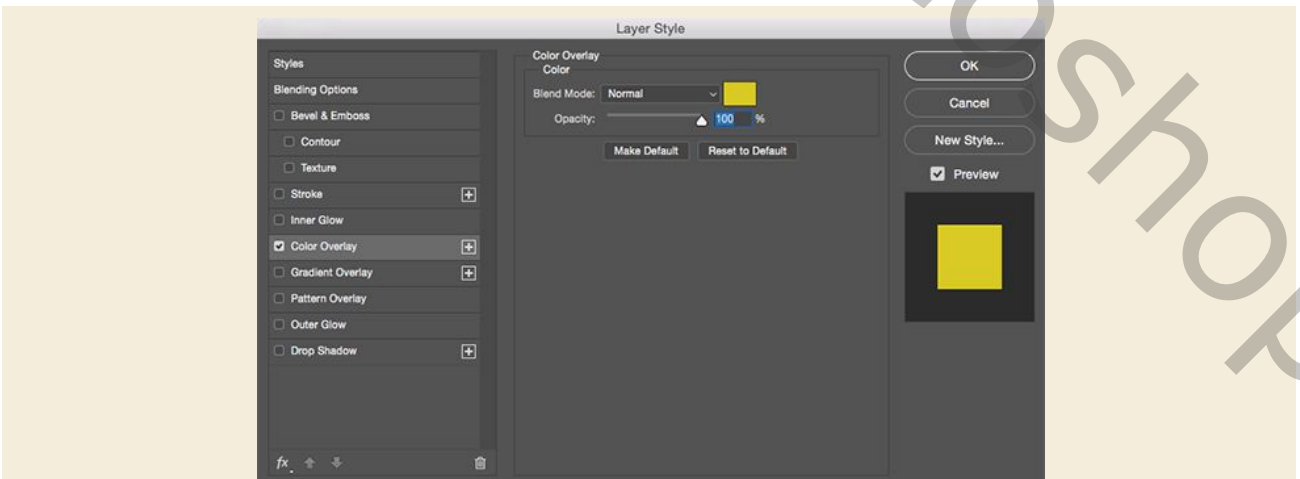 Layer Style
Styles
Blending Options
Bevel & Emboss
Contour
Texture
Stroke
Inner Glow
Color Overlay
Gradient Overlay
Pattern Overlay
Outer Glow
Drop Shadow
fx
Color Overlay
Color
Blend Mode: Normal
Opacity: 100 %
Make Default Reset to Default
OK
Cancel
New Style...
Preview